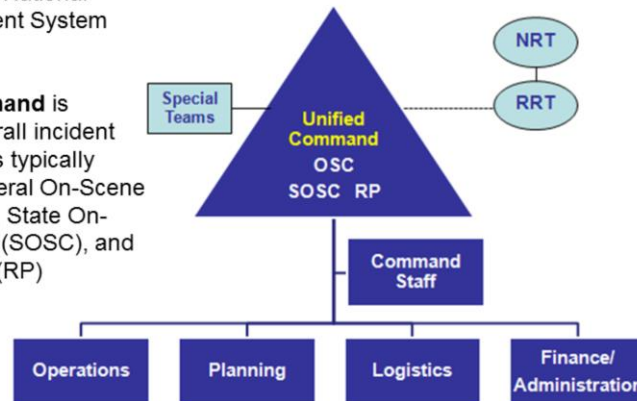 National
ent System
mand is
rall incident
s typically
eral On-Scene
State On-
(SOSC), and
(RP)
NRT
RRT
Special
Teams
Unified
Command
OSC
SOSC RP
Command
Staff
Operations
Planning
Logistics
Finance/
Administration